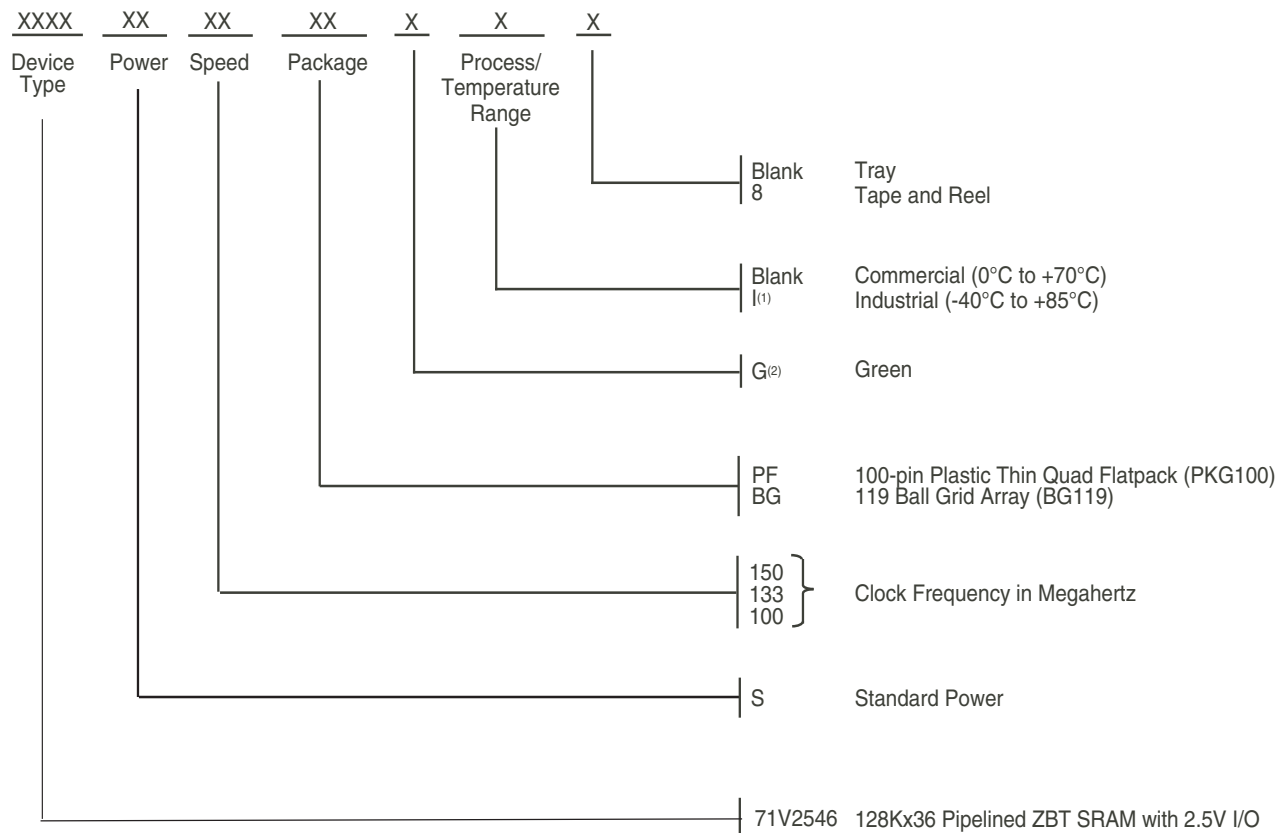 XXXX XX XX XX X X X
Device Type Power Speed Package Process/ Temperature Range
Blank Tray
8 Tape and Reel
Blank Commercial (0°C to +70°C)
I(1) Industrial (-40°C to +85°C)
G(2) Green
PF 100-pin Plastic Thin Quad Flatpack (PKG100)
BG 119 Ball Grid Array (BG119)
150
133 Clock Frequency in Megahertz
100
S Standard Power
71V2546 128Kx36 Pipelined ZBT SRAM with 2.5V I/O